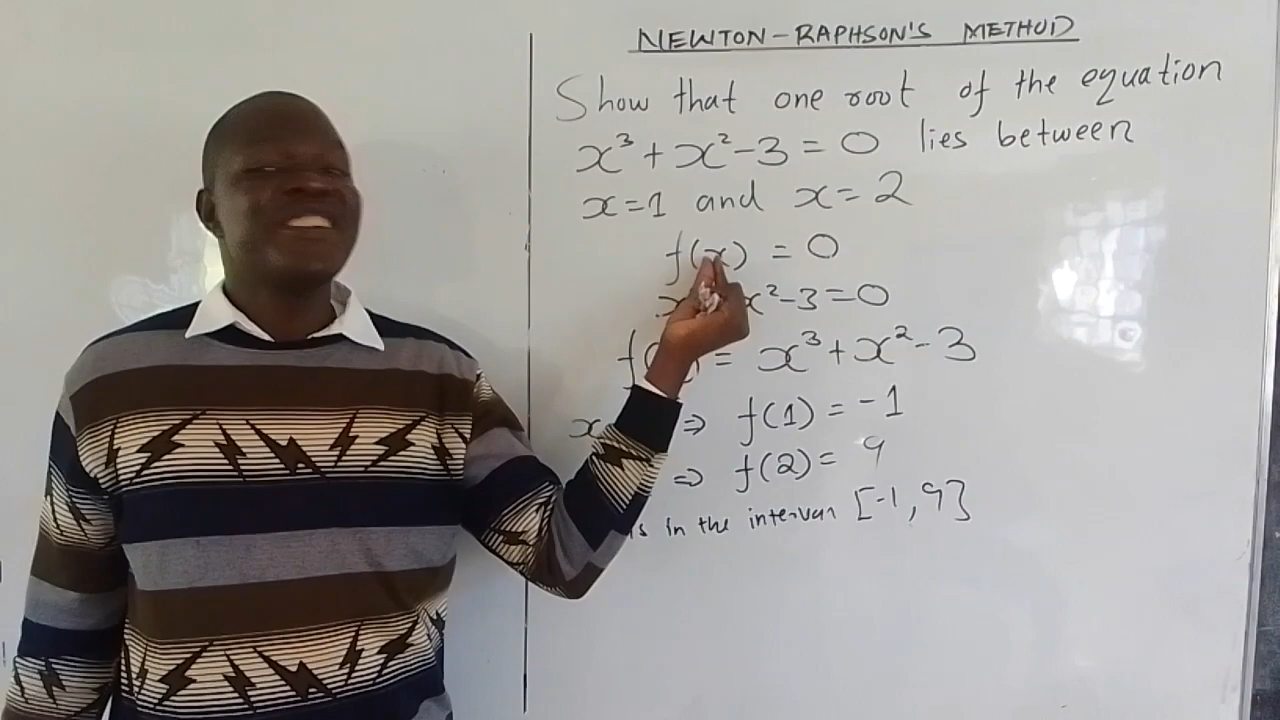 NEWTON-RAPHSON'S METHOD
Show that one root of the equation
x³ + x² - 3 = 0 lies between
x=1 and x=2
f(x) = 0
x² - 3 = 0
= x³ + x² - 3
x ⇒ f(1) = -1
⇒ f(2) = 9
is in the interval [-1, 9]